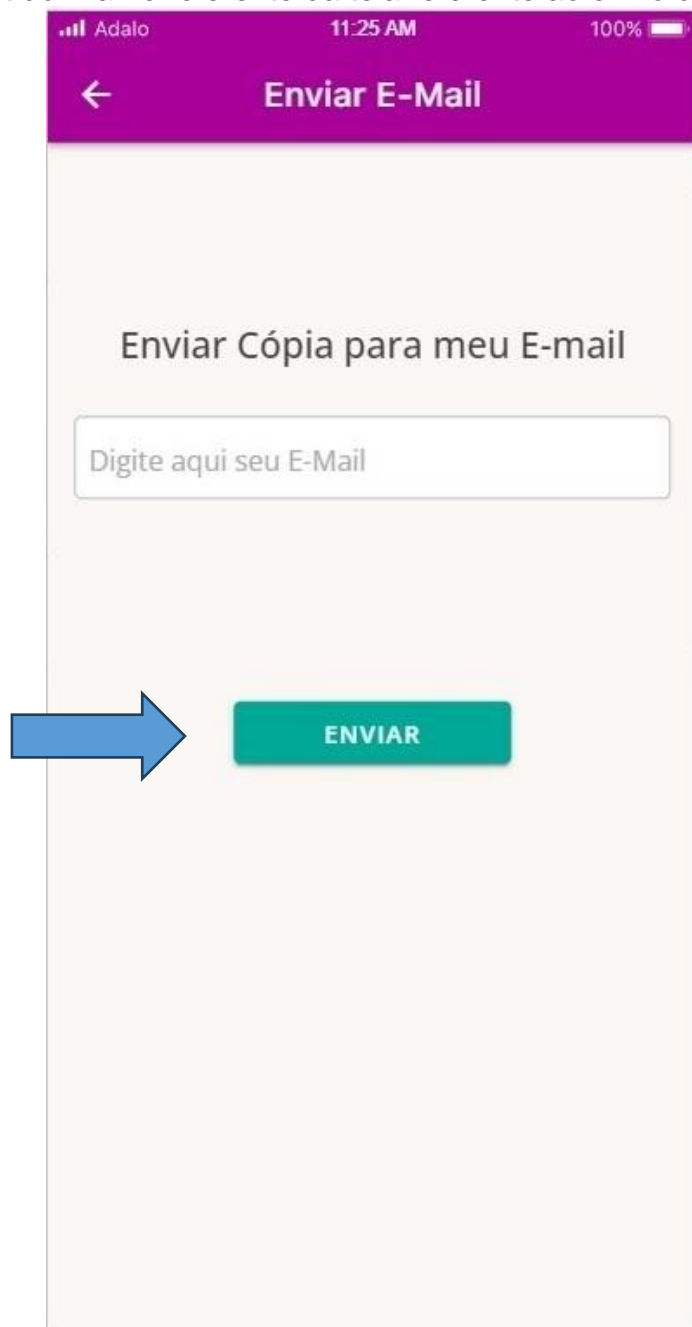 Adalo 11:25 AM 100%
Enviar E-Mail
Enviar Cópia para meu E-mail
Digite aqui seu E-Mail
ENVIAR